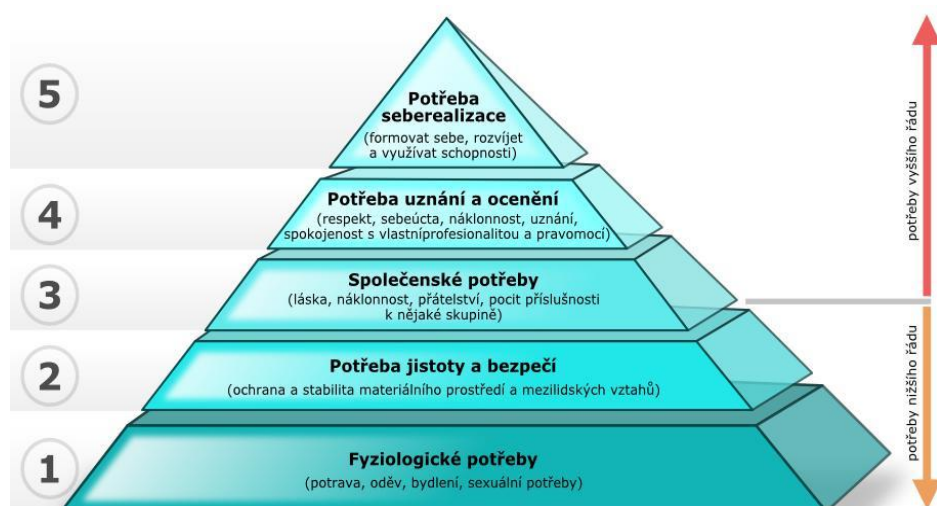 5
Potřeba
seberealizace
(formovat sebe, rozvíjet
a využívat schopnosti)
4
Potřeba uznání a ocenění
(respekt, sebeúcta, náklonnost, uznání,
spokojenost s vlastníprofesionalitou a pravomocí)
3
Společenské potřeby
(láska, náklonnost, přátelství, pocit příslušnosti
k nějaké skupině)
2
Potřeba jistoty a bezpečí
(ochrana a stabilita materiálního prostředí a mezilidských vztahů)
1
Fyziologické potřeby
(potrava, oděv, bydlení, sexuální potřeby)
potřeby vyššího řádu
potřeby nižšího řádu